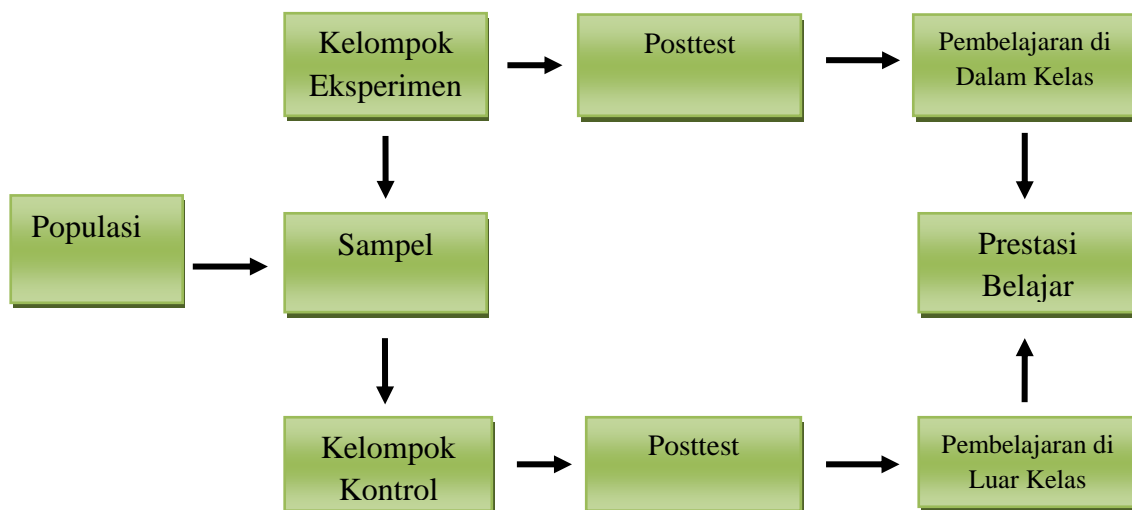 Kelompok
Eksperimen
Posttest
Pembelajaran di
Dalam Kelas
Populasi
Sampel
Prestasi
Belajar
Kelompok
Kontrol
Posttest
Pembelajaran di
Luar Kelas